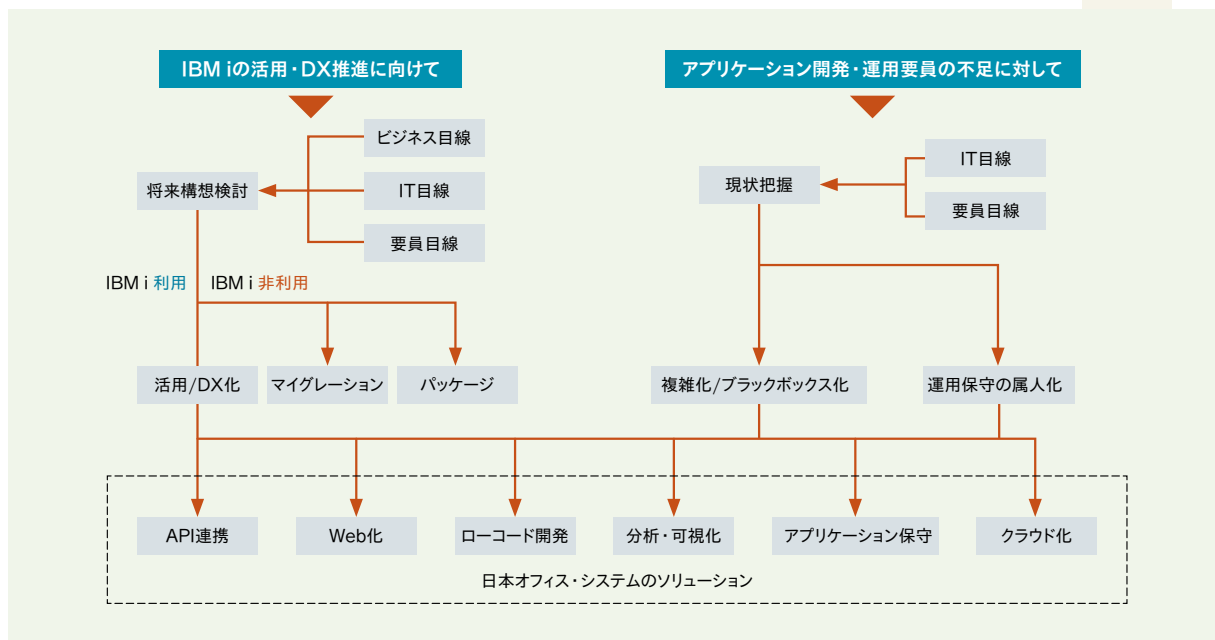 IBM iの活用・DX推進に向けて
ビジネス目線
将来構想検討
IT目線
要員目線
IBM i 利用
IBM i 非利用
活用/DX化
マイグレーション
パッケージ
アプリケーション開発・運用要員の不足に対して
IT目線
現状把握
要員目線
複雑化/ブラックボックス化
運用保守の属人化
API連携
Web化
ローコード開発
分析・可視化
アプリケーション保守
クラウド化
日本オフィス・システムのソリューション